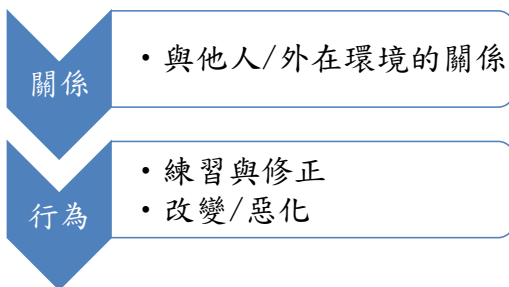 關係
•與他人/外在環境的關係
行為
•練習與修正
•改變/惡化